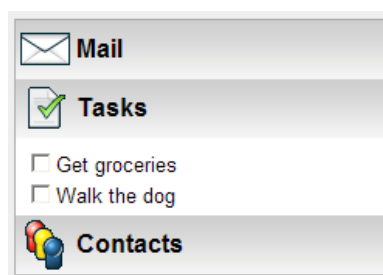 Mail
Tasks
Get groceries
Walk the dog
Contacts